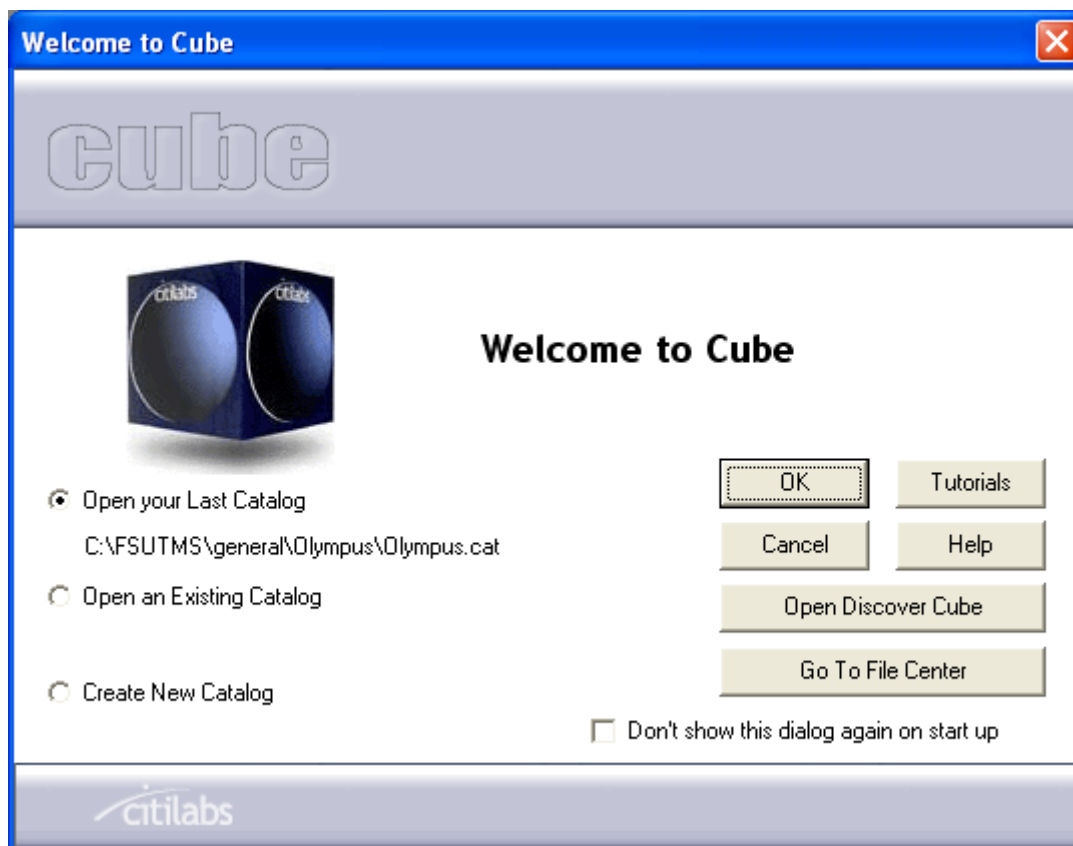 Welcome to Cube
cube
citilabs
citilabs
Welcome to Cube
Open your Last Catalog
C:\FSUTMS\general\Olympus\Olympus.cat
Open an Existing Catalog
Create New Catalog
OK
Tutorials
Cancel
Help
Open Discover Cube
Go To File Center
Don't show this dialog again on start up
citilabs